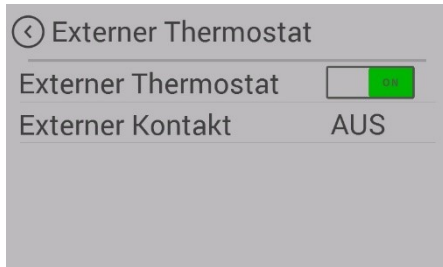 Externer Thermostat
Externer Thermostat ON
Externer Kontakt AUS